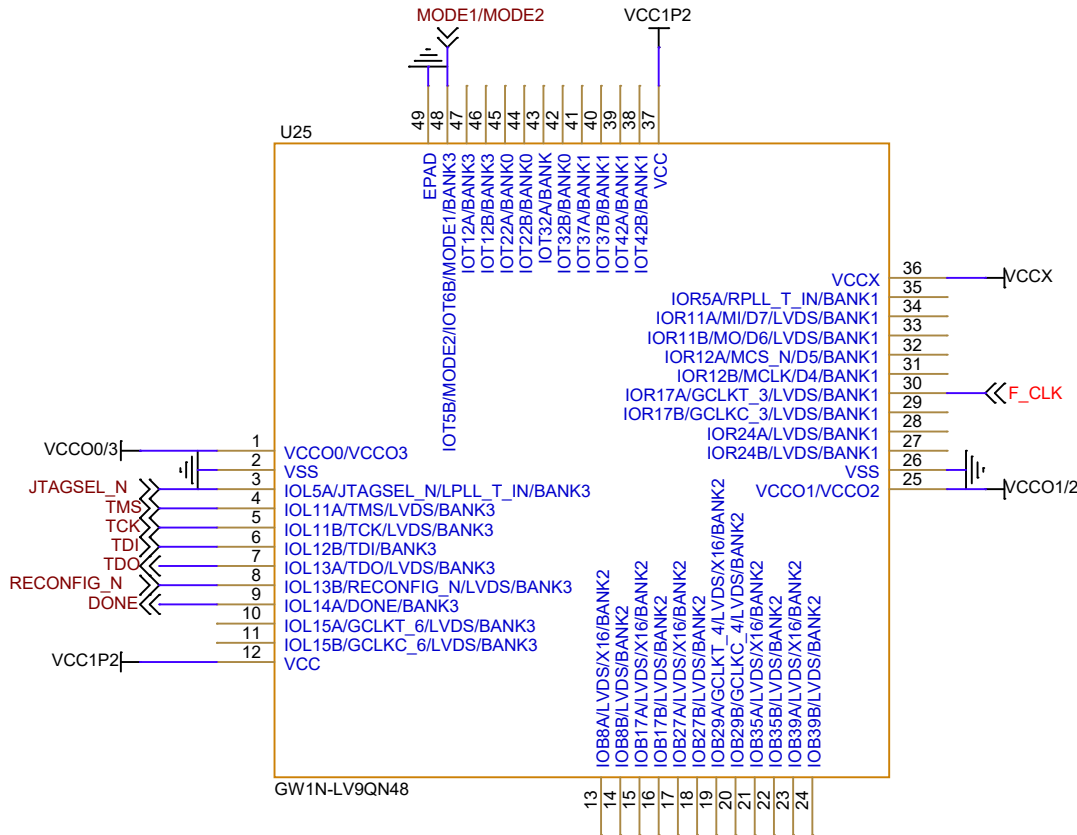 MODE1/MODE2
VCC1P2
49
48
47
46
45
44
43
42
41
40
39
38
37
U25
EPAD
IOT5B/MODE2/IOT6B/MODE1/BANK3
IOT12A/BANK3
IOT12B/BANK3
IOT22A/BANK0
IOT22B/BANK0
IOT32A/BANK
IOT32B/BANK0
IOT37A/BANK1
IOT37B/BANK1
IOT42A/BANK1
IOT42B/BANK1
VCC
VCCX 36 VCCX
IOR5A/RPLL_T_IN/BANK1 35
IOR11A/MI/D7/LVDS/BANK1 34
IOR11B/MO/D6/LVDS/BANK1 33
IOR12A/MCS_N/D5/BANK1 32
IOR12B/MCLK/D4/BANK1 31
IOR17A/GCLKT_3/LVDS/BANK1 30 F_CLK
IOR17B/GCLKC_3/LVDS/BANK1 29
IOR24A/LVDS/BANK1 28
IOR24B/LVDS/BANK1 27
VSS 26
VCCO1/VCCO2 25 VCCO1/2
VCCO0/3 1 VCCO0/VCCO3
2 VSS
JTAGSEL_N 3 IOL5A/JTAGSEL_N/LPLL_T_IN/BANK3
TMS 4 IOL11A/TMS/LVDS/BANK3
TCK 5 IOL11B/TCK/LVDS/BANK3
TDI 6 IOL12B/TDI/BANK3
TDO 7 IOL13A/TDO/LVDS/BANK3
RECONFIG_N 8 IOL13B/RECONFIG_N/LVDS/BANK3
DONE 9 IOL14A/DONE/BANK3
10 IOL15A/GCLKT_6/LVDS/BANK3
11 IOL15B/GCLKC_6/LVDS/BANK3
VCC1P2 12 VCC
IOB8A/LVDS/X16/BANK2
IOB8B/LVDS/BANK2
IOB17A/LVDS/X16/BANK2
IOB17B/LVDS/BANK2
IOB27A/LVDS/X16/BANK2
IOB27B/LVDS/BANK2
IOB29A/GCLKT_4/LVDS/X16/BANK2
IOB29B/GCLKC_4/LVDS/BANK2
IOB35A/LVDS/X16/BANK2
IOB35B/LVDS/BANK2
IOB39A/LVDS/X16/BANK2
IOB39B/LVDS/BANK2
GW1N-LV9QN48
13
14
15
16
17
18
19
20
21
22
23
24